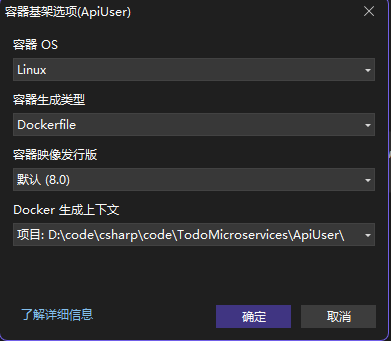 容器基架选项(ApiUser)
容器 OS
Linux
容器生成类型
Dockerfile
容器映像发行版
默认 (8.0)
Docker 生成上下文
项目: D:\code\csharp\code\TodoMicroservices\ApiUser\
了解详细信息
确定
取消